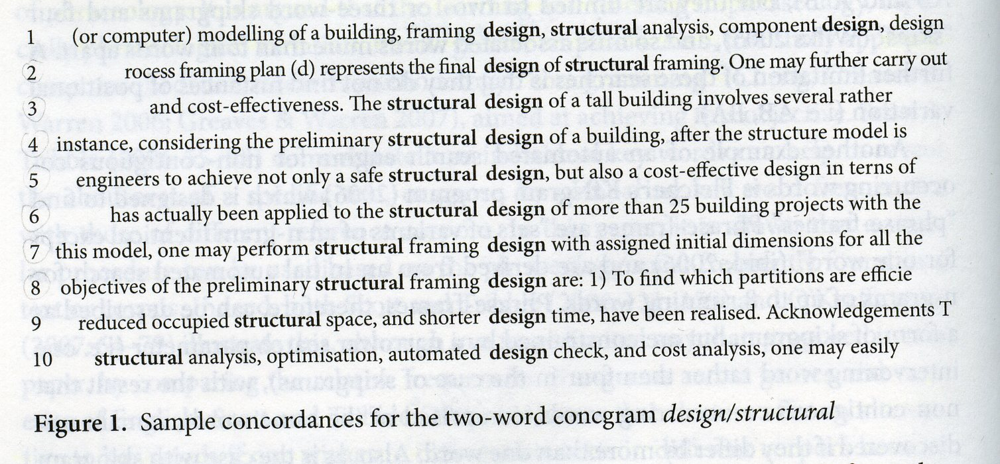 1 (or computer) modelling of a building, framing design, structural analysis, component design, design
2 rocess framing plan (d) represents the final design of structural framing. One may further carry out
3 and cost-effectiveness. The structural design of a tall building involves several rather
4 instance, considering the preliminary structural design of a building, after the structure model is
5 engineers to achieve not only a safe structural design, but also a cost-effective design in terns of
6 has actually been applied to the structural design of more than 25 building projects with the
7 this model, one may perform structural framing design with assigned initial dimensions for all the
8 objectives of the preliminary structural framing design are: 1) To find which partitions are efficie
9 reduced occupied structural space, and shorter design time, have been realised. Acknowledgements T
10 structural analysis, optimisation, automated design check, and cost analysis, one may easily
Figure 1. Sample concordances for the two-word concgram design/structural